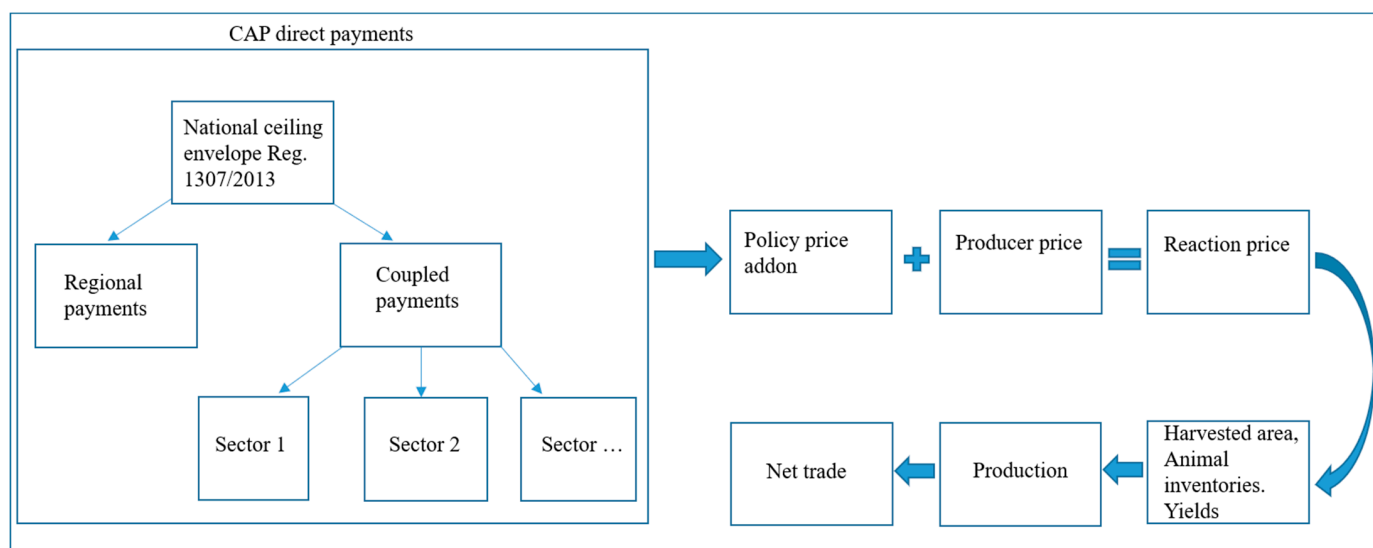 CAP direct payments
National ceiling
envelope Reg.
1307/2013
Regional
payments
Coupled
payments
Sector 1
Sector 2
Sector …
Policy price
addon
Producer price
Reaction price
Harvested area,
Animal
inventories.
Yields
Production
Net trade